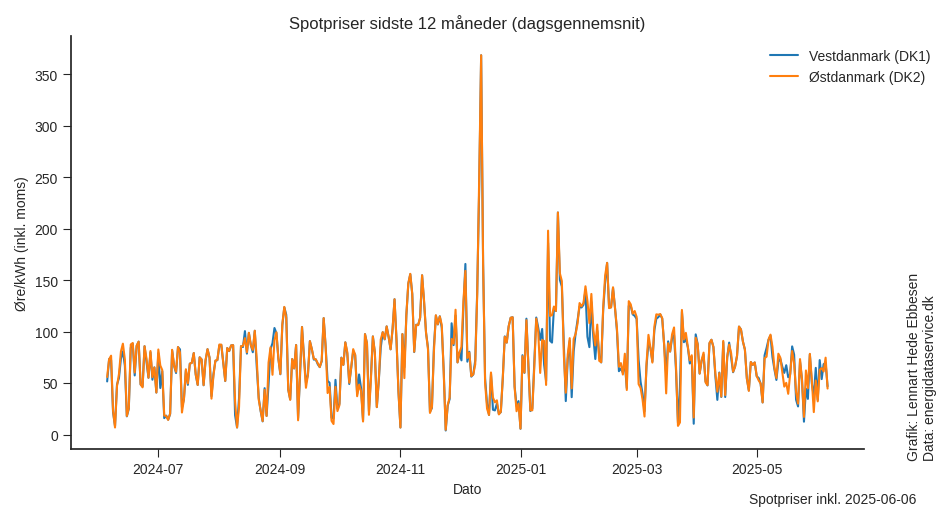 Spotpriser sidste 12 måneder (dagsgennemsnit)
Vestdanmark (DK1)
Østdanmark (DK2)
Øre/kWh (inkl. moms)
350
300
250
200
150
100
50
0
2024-07
2024-09
2024-11
2025-01
2025-03
2025-05
Dato
Grafik: Lennart Hede Ebbesen
Data: energidataservice.dk
Spotpriser inkl. 2025-06-06